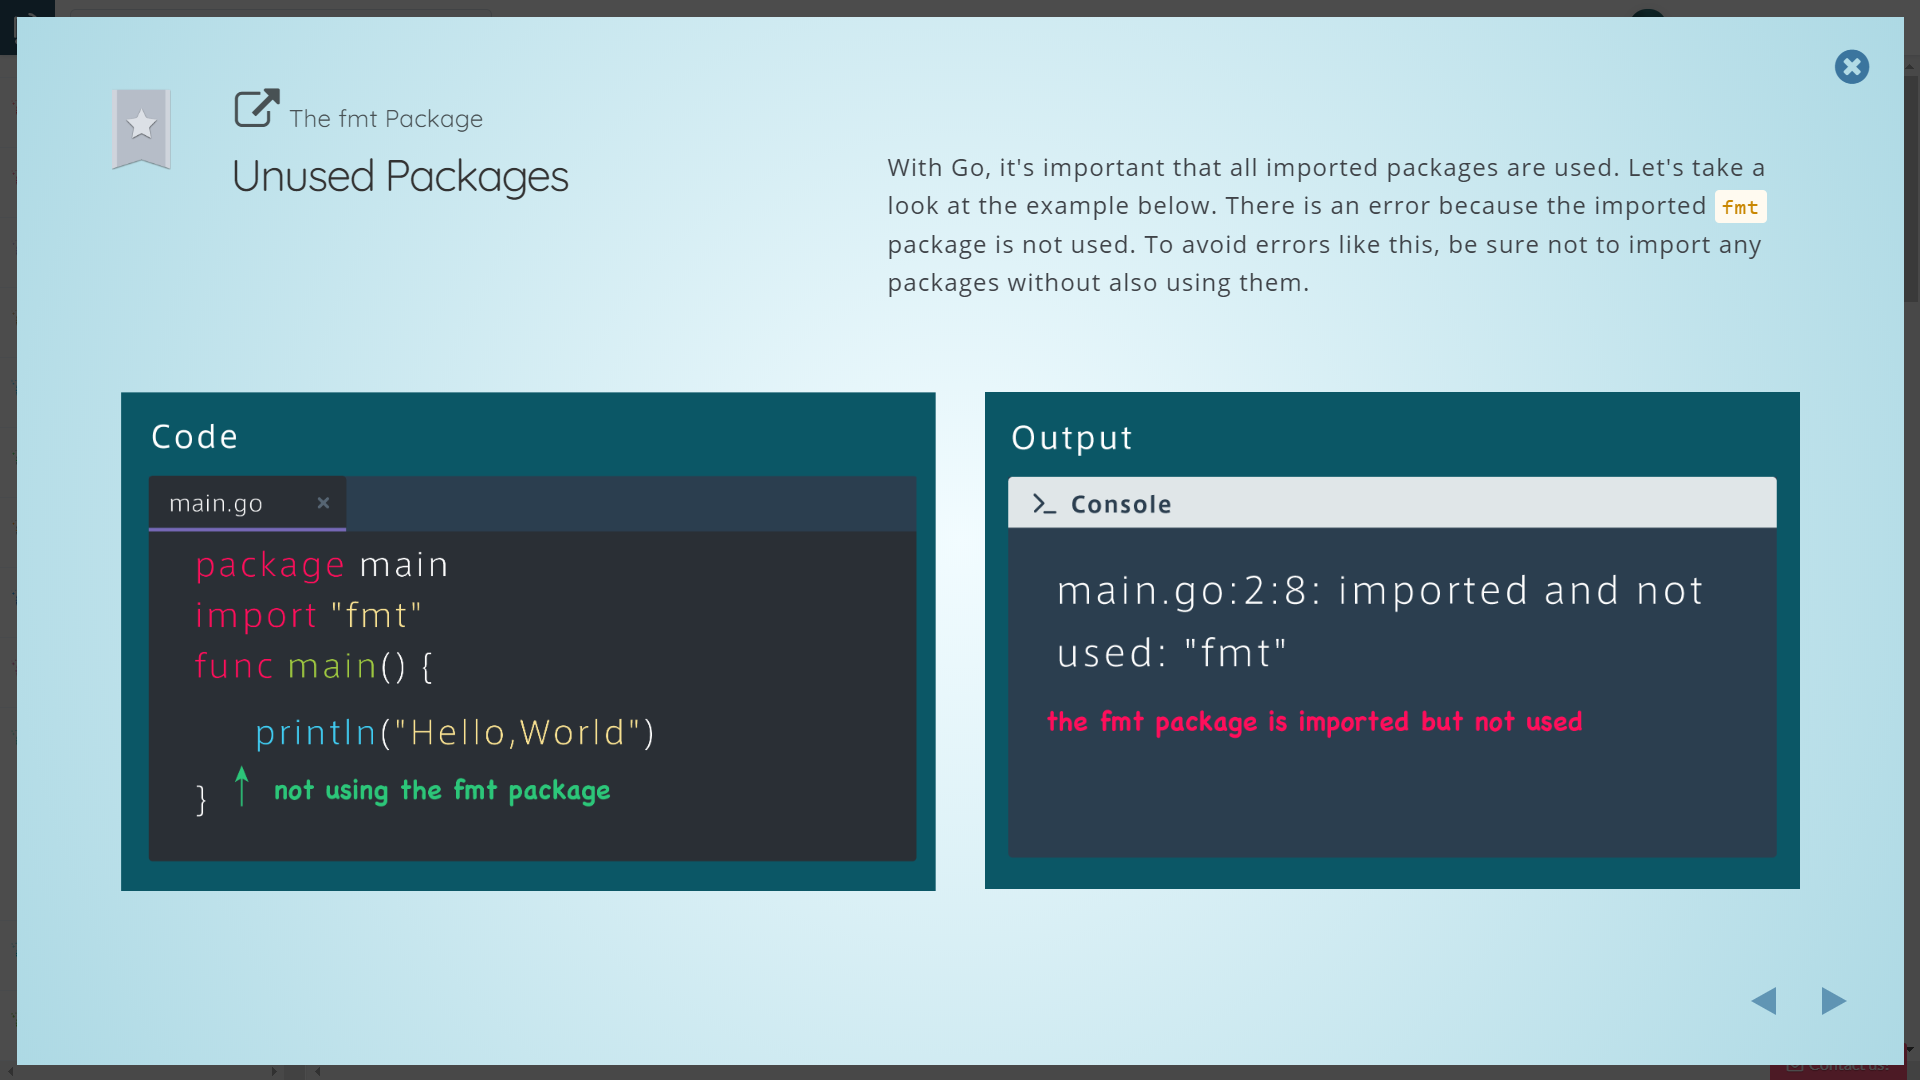 The fmt Package
Unused Packages
With Go, it's important that all imported packages are used. Let's take a
look at the example below. There is an error because the imported fmt
package is not used. To avoid errors like this, be sure not to import any
packages without also using them.
Code
main.go
package main
import "fmt"
func main() {
println("Hello,World")
}
not using the fmt package
Output
Console
main.go:2:8: imported and not
used: "fmt"
the fmt package is imported but not used
Contact us!